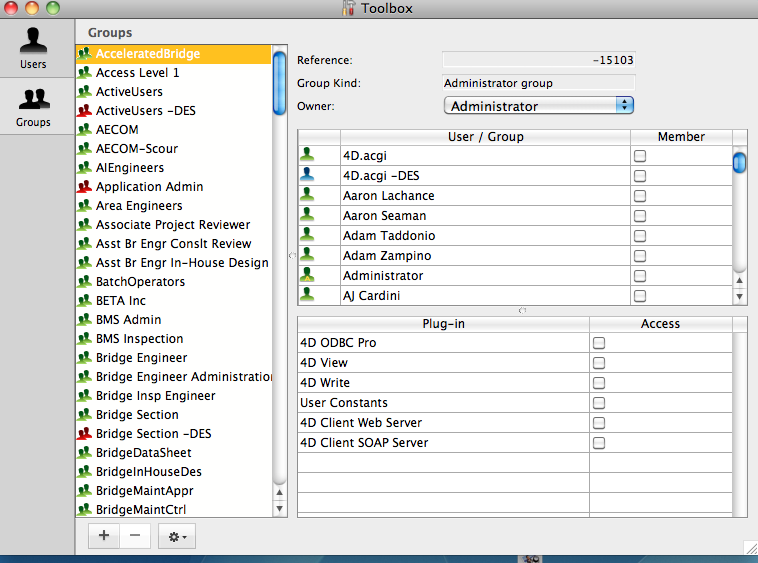 Toolbox
Users
Groups
Groups
AcceleratedBridge
Access Level 1
ActiveUsers
ActiveUsers -DES
AECOM
AECOM-Scour
AIEngineers
Application Admin
Area Engineers
Associate Project Reviewer
Asst Br Engr Conslt Review
Asst Br Engr In-House Design
BatchOperators
BETA Inc
BMS Admin
BMS Inspection
Bridge Engineer
Bridge Engineer Administratio
Bridge Insp Engineer
Bridge Section
Bridge Section -DES
BridgeDataSheet
BridgeInHouseDes
BridgeMaintAppr
BridgeMaintCtrl
Reference: -15103
Group Kind: Administrator group
Owner: Administrator
User / Group Member
4D.acgi
4D.acgi -DES
Aaron Lachance
Aaron Seaman
Adam Taddonio
Adam Zampino
Administrator
AJ Cardini
Plug-in Access
4D ODBC Pro
4D View
4D Write
User Constants
4D Client Web Server
4D Client SOAP Server